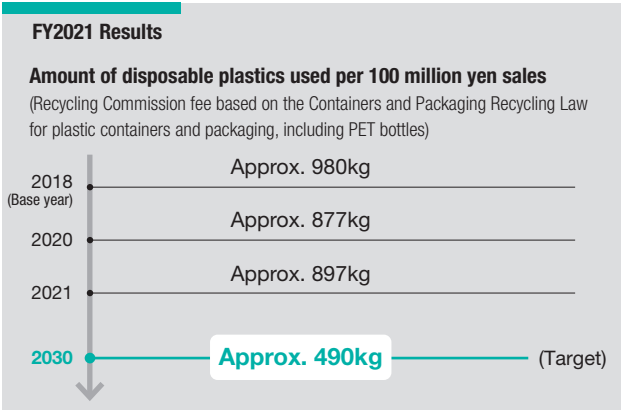 FY2021 Results
Amount of disposable plastics used per 100 million yen sales
(Recycling Commission fee based on the Containers and Packaging Recycling Law
for plastic containers and packaging, including PET bottles)
2018
(Base year)
Approx. 980kg
2020
Approx. 877kg
2021
Approx. 897kg
2030
Approx. 490kg
(Target)